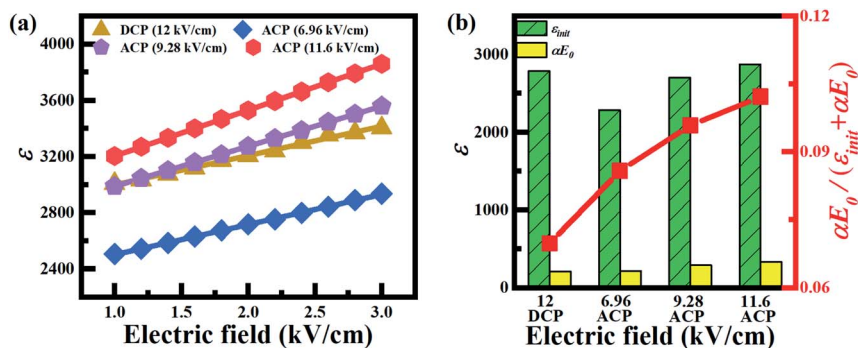 (a)
DCP (12 kV/cm) ACP (6.96 kV/cm)
ACP (9.28 kV/cm) ACP (11.6 kV/cm)
4000
3600
3200
2800
2400
ε
1.0 1.5 2.0 2.5 3.0
Electric field (kV/cm)
(b)
ε_init
αE_0
3000
2000
1000
0
ε
0.12
0.09
0.06
αE_0 / (ε_init + αE_0)
12 6.96 9.28 11.6
DCP ACP ACP ACP
Electric field (kV/cm)